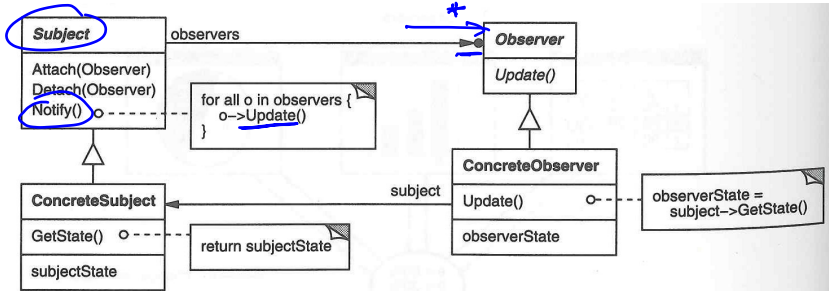 *
Subject
observers
Observer
Attach(Observer)
Detach(Observer)
Notify()
Update()
for all o in observers {
o->Update()
}
ConcreteObserver
subject
Update()
observerState
observerState =
subject->GetState()
ConcreteSubject
GetState()
subjectState
return subjectState